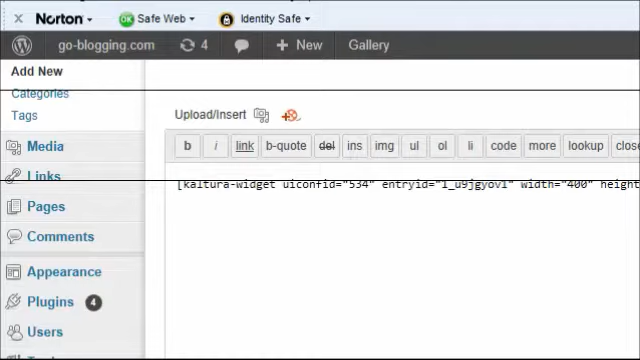 Norton Safe Web Identity Safe
go-blogging.com 4 New Gallery
Add New
Categories
Tags
Media
Links
Pages
Comments
Appearance
Plugins 4
Users
Upload/Insert
b i link b-quote del ins img ul ol li code more lookup close
[kaltura-widget uiconfid="534" entryid="1_u9jgyov1" width="400" height